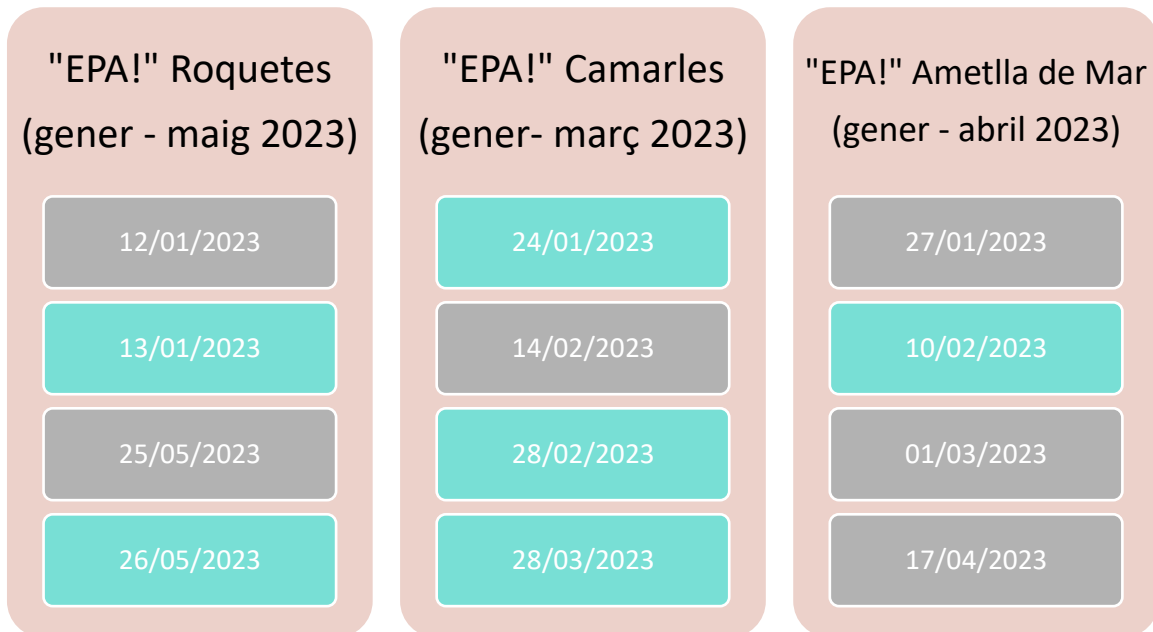 "EPA!" Roquetes
(gener - maig 2023)
12/01/2023
13/01/2023
25/05/2023
26/05/2023
"EPA!" Camarles
(gener- març 2023)
24/01/2023
14/02/2023
28/02/2023
28/03/2023
"EPA!" Ametlla de Mar
(gener - abril 2023)
27/01/2023
10/02/2023
01/03/2023
17/04/2023